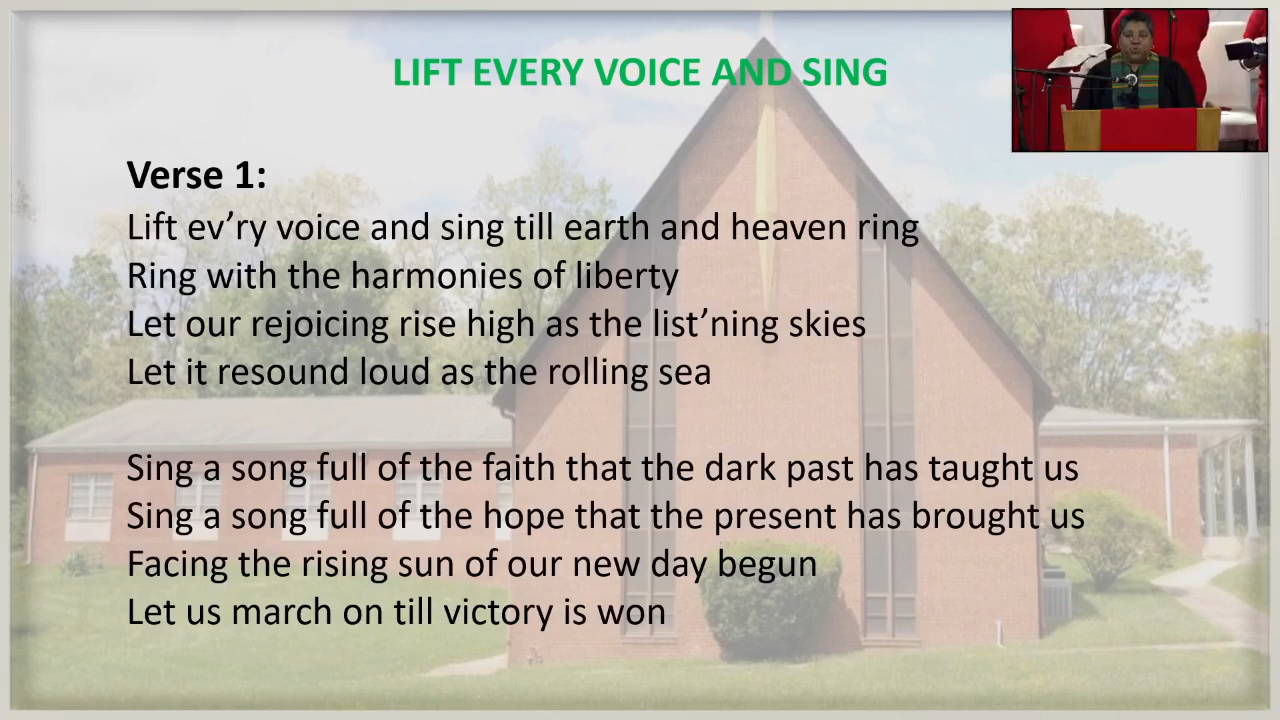 LIFT EVERY VOICE AND SING
Verse 1:
Lift ev’ry voice and sing till earth and heaven ring
Ring with the harmonies of liberty
Let our rejoicing rise high as the list’ning skies
Let it resound loud as the rolling sea
Sing a song full of the faith that the dark past has taught us
Sing a song full of the hope that the present has brought us
Facing the rising sun of our new day begun
Let us march on till victory is won